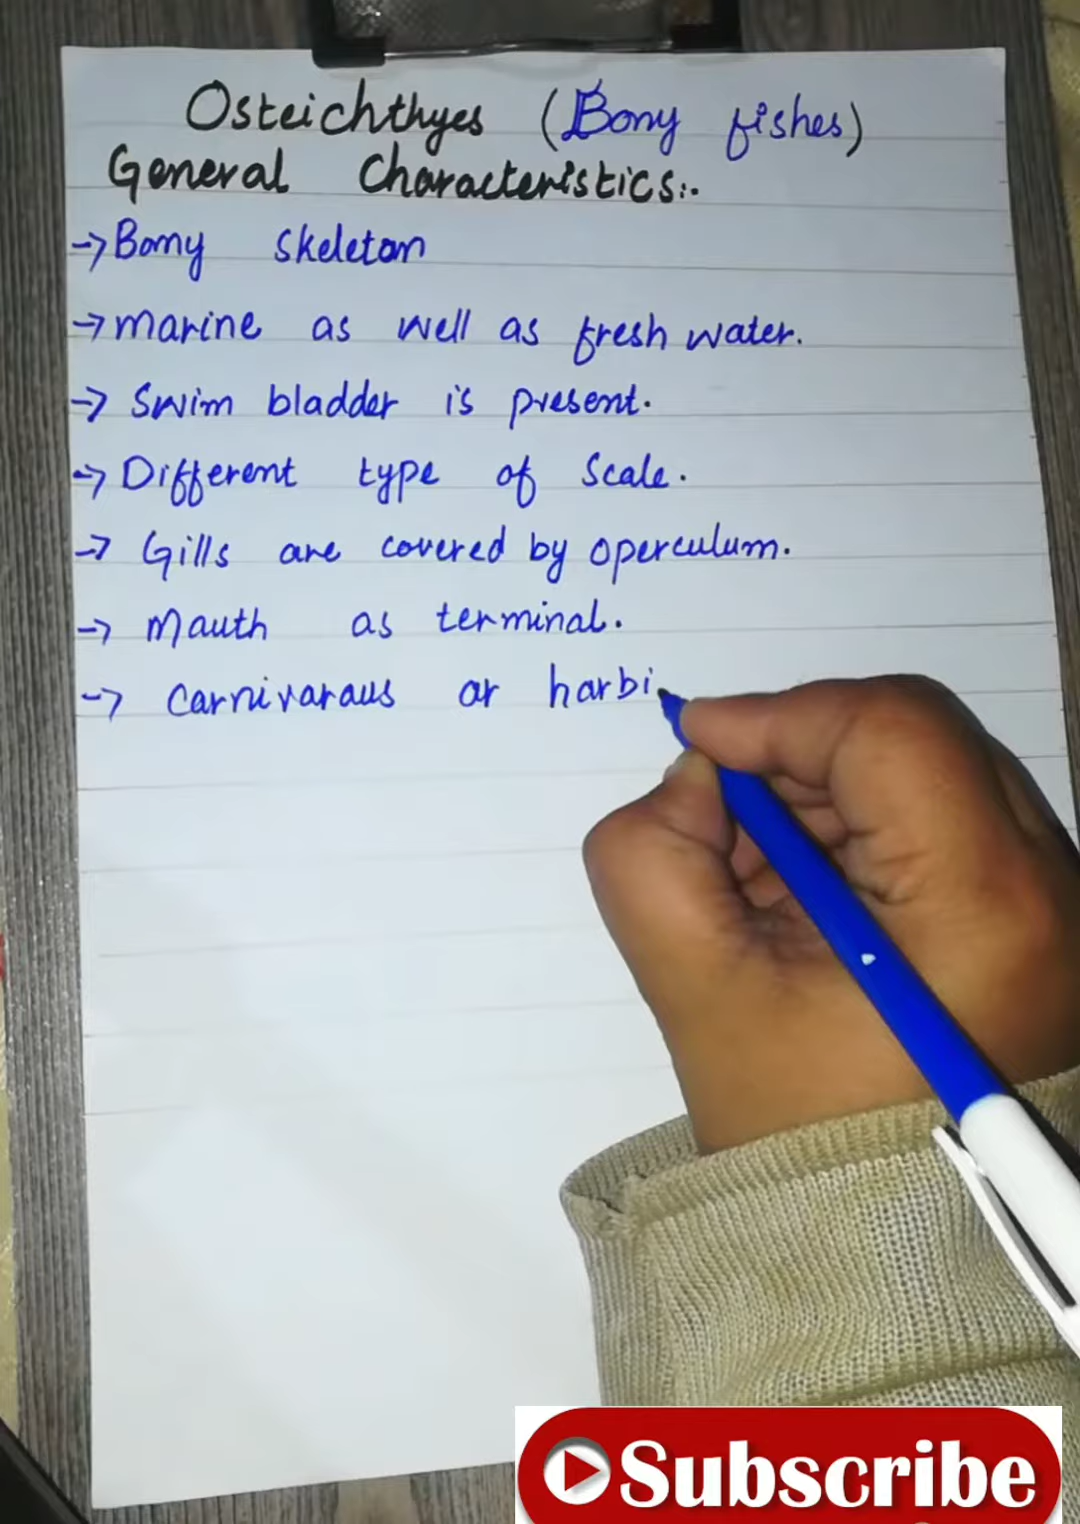 Osteichthyes (Bony fishes)
General Characteristics:-
→ Bony skeleton
→ marine as well as fresh water.
→ Swim bladder is present.
→ Different type of Scale.
→ Gills are covered by operculum.
→ Mauth as terminal.
→ carnivaraus ar harbi
Subscribe